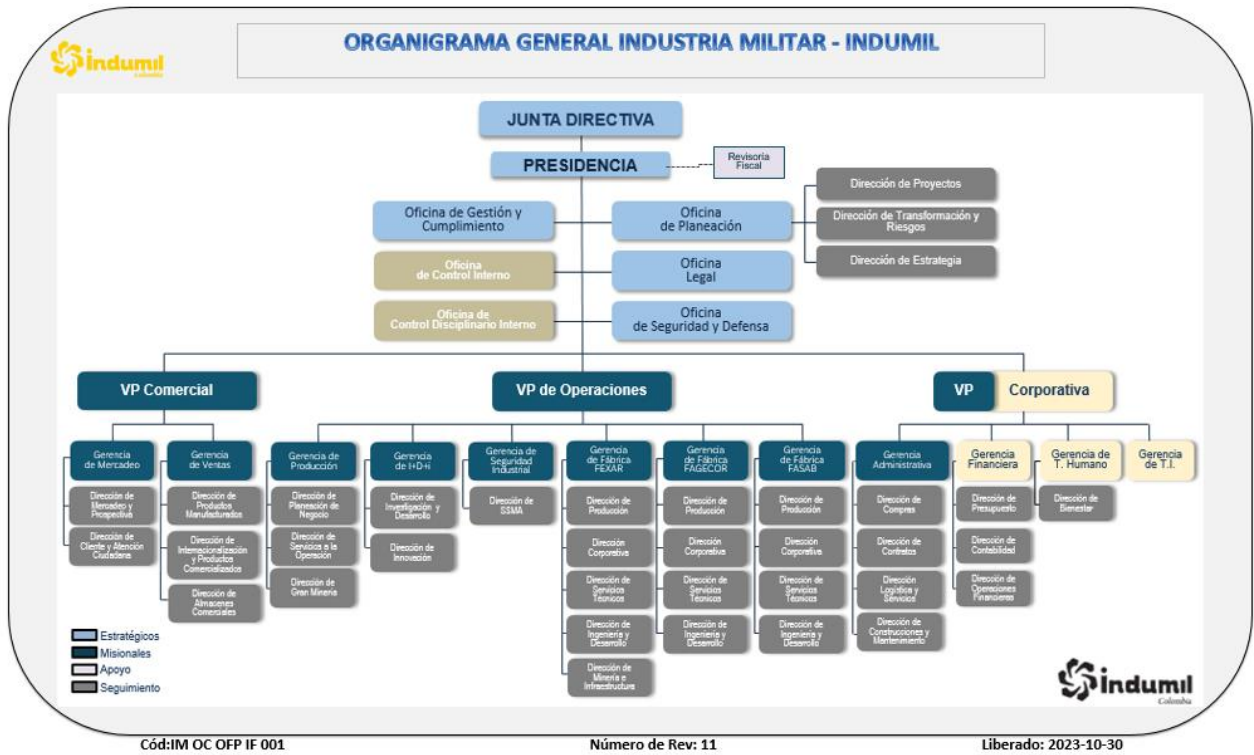 ORGANIGRAMA GENERAL INDUSTRIA MILITAR - INDUMIL
indumil
Colombia
JUNTA DIRECTIVA
PRESIDENCIA
Revisoría
Fiscal
Oficina de Gestión y
Cumplimiento
Oficina
de Planeación
Dirección de Proyectos
Dirección de Transformación y
Riesgos
Dirección de Estrategia
Oficina
de Control Interno
Oficina
Legal
Oficina de
Control Disciplinario Interno
Oficina
de Seguridad y Defensa
VP Comercial
VP de Operaciones
VP
Corporativa
Gerencia
de Mercadeo
Dirección de
Mercadeo y
Prospectiva
Dirección de
Cliente y Atención
Ciudadana
Gerencia
de Ventas
Dirección de
Productos
Manufacturados
Dirección de
Internacionalización
y Productos
Comercializados
Dirección de
Almacenes
Comerciales
Gerencia de
Producción
Dirección de
Planeación de
Negocio
Dirección de
Servicios a la
Operación
Dirección de
Gran Minería
Gerencia
de I+D+i
Dirección de
Investigación y
Desarrollo
Dirección de
Innovación
Gerencia de
Seguridad
Industrial
Dirección de
SSMA
Gerencia
de Fábrica
FEXAR
Dirección de
Producción
Dirección
Corporativa
Dirección de
Servicios
Técnicos
Dirección de
Ingeniería y
Desarrollo
Dirección de
Minería e
Infraestructura
Gerencia
de Fábrica
FAGECOR
Dirección de
Producción
Dirección
Corporativa
Dirección de
Servicios
Técnicos
Dirección de
Ingeniería y
Desarrollo
Gerencia
de Fábrica
FASAB
Dirección de
Producción
Dirección
Corporativa
Dirección de
Servicios
Técnicos
Dirección de
Ingeniería y
Desarrollo
Gerencia
Administrativa
Dirección de
Compras
Dirección de
Contratos
Dirección
Logística y
Servicios
Dirección de
Construcciones y
Mantenimiento
Gerencia
Financiera
Dirección de
Presupuesto
Dirección de
Contabilidad
Dirección de
Operaciones
Financieras
Gerencia de
T. Humano
Dirección de
Bienestar
Gerencia
de T.I.
Estratégicos
Misionales
Apoyo
Seguimiento
indumil
Colombia
Cód:IM OC OFP IF 001
Número de Rev: 11
Liberado: 2023-10-30